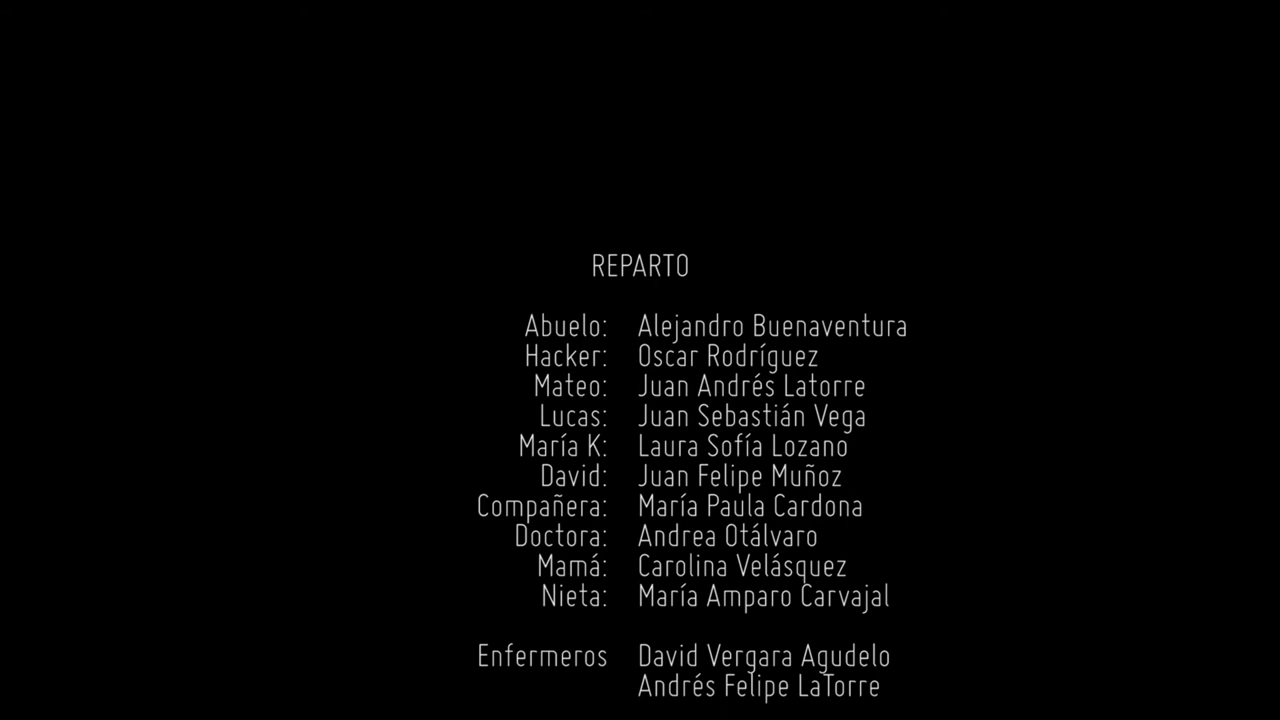 REPARTO
Abuelo: Alejandro Buenaventura
Hacker: Oscar Rodríguez
Mateo: Juan Andrés Latorre
Lucas: Juan Sebastián Vega
María K: Laura Sofía Lozano
David: Juan Felipe Muñoz
Compañera: María Paula Cardona
Doctora: Andrea Otálvaro
Mamá: Carolina Velásquez
Nieta: María Amparo Carvajal
Enfermeros David Vergara Agudelo
Andrés Felipe LaTorre